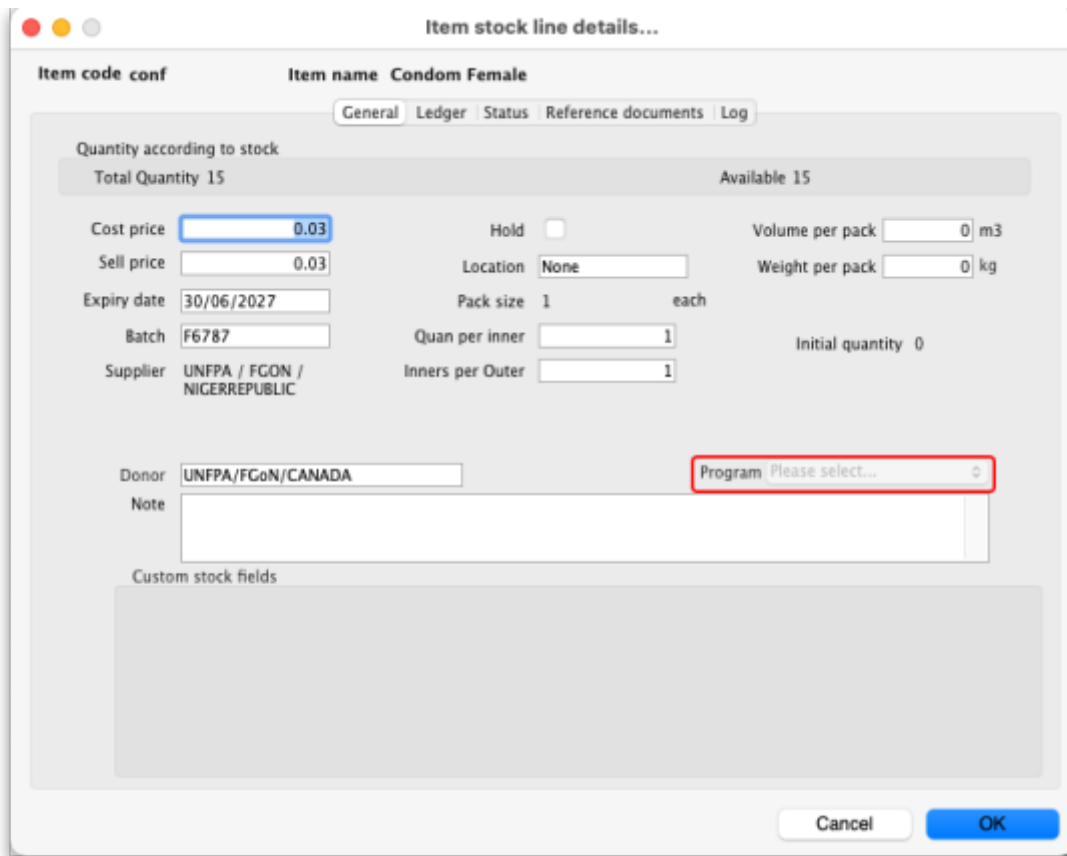 Item stock line details...
Item code conf Item name Condom Female
General Ledger Status Reference documents Log
Quantity according to stock
Total Quantity 15 Available 15
Cost price 0.03 Hold Volume per pack 0 m3
Sell price 0.03 Location None Weight per pack 0 kg
Expiry date 30/06/2027 Pack size 1 each
Batch F6787 Quan per inner 1 Initial quantity 0
Supplier UNFPA / FGON / Inners per Outer 1
NIGERREPUBLIC
Donor UNFPA/FGoN/CANADA Program Please select...
Note
Custom stock fields
Cancel OK